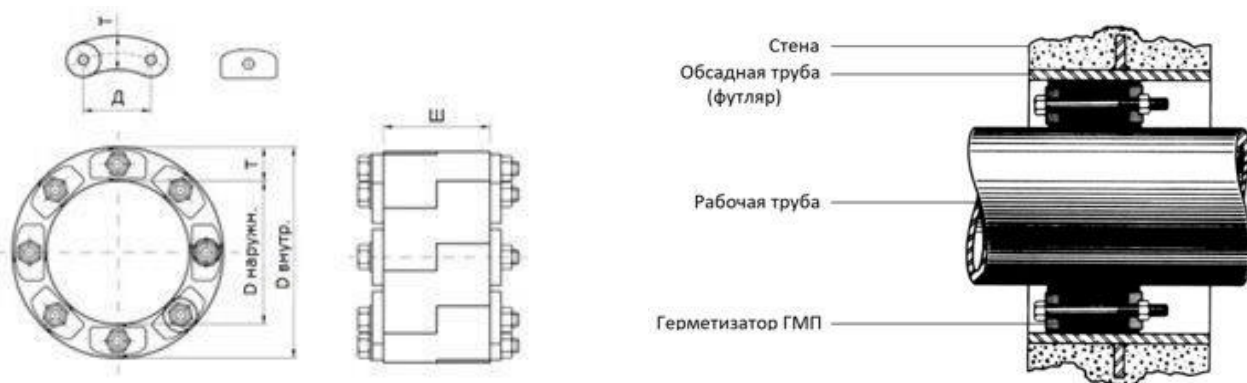 Т
Д
Ш
Т
D наружн.
D внутр.
Стена
Обсадная труба
(футляр)
Рабочая труба
Герметизатор ГМП